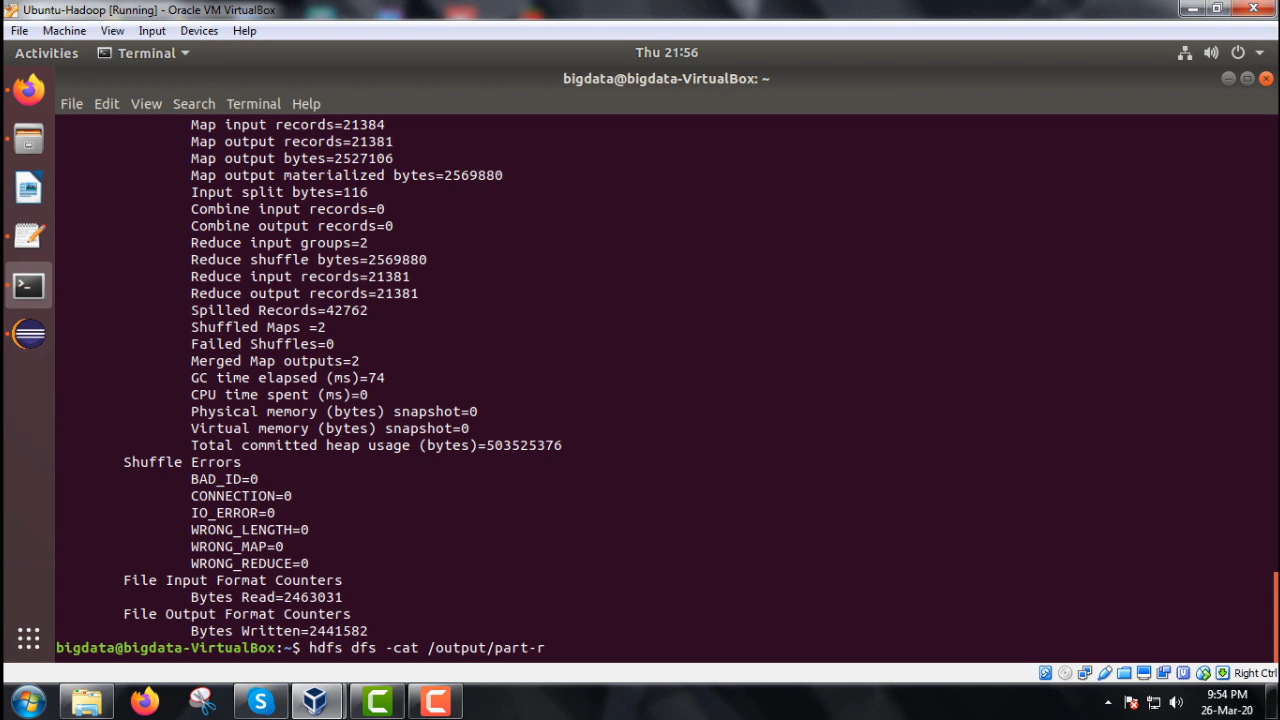 Ubuntu-Hadoop [Running] - Oracle VM VirtualBox
File Machine View Input Devices Help
Activities Terminal Thu 21:56
bigdata@bigdata-VirtualBox: ~
File Edit View Search Terminal Help
Map input records=21384
Map output records=21381
Map output bytes=2527106
Map output materialized bytes=2569880
Input split bytes=116
Combine input records=0
Combine output records=0
Reduce input groups=2
Reduce shuffle bytes=2569880
Reduce input records=21381
Reduce output records=21381
Spilled Records=42762
Shuffled Maps =2
Failed Shuffles=0
Merged Map outputs=2
GC time elapsed (ms)=74
CPU time spent (ms)=0
Physical memory (bytes) snapshot=0
Virtual memory (bytes) snapshot=0
Total committed heap usage (bytes)=503525376
Shuffle Errors
BAD_ID=0
CONNECTION=0
IO_ERROR=0
WRONG_LENGTH=0
WRONG_MAP=0
WRONG_REDUCE=0
File Input Format Counters
Bytes Read=2463031
File Output Format Counters
Bytes Written=2441582
bigdata@bigdata-VirtualBox:~$ hdfs dfs -cat /output/part-r
Right Ctrl
9:54 PM
26-Mar-20